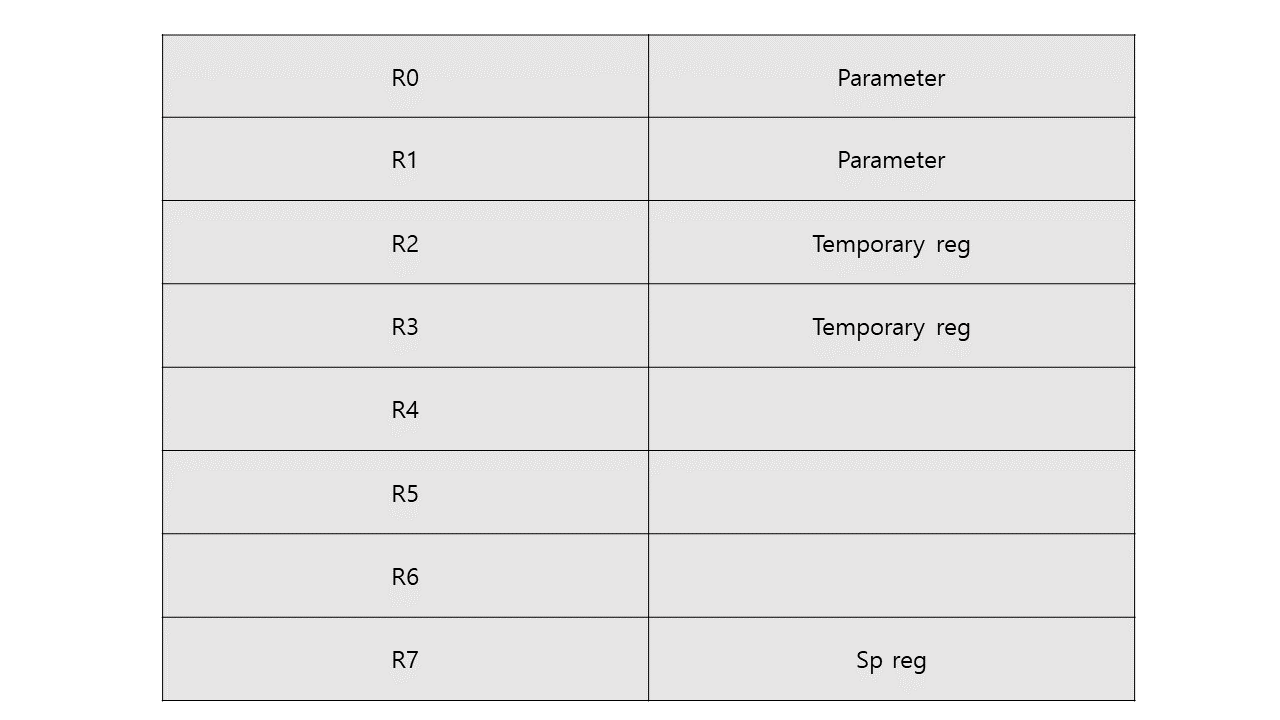 R0 Parameter
R1 Parameter
R2 Temporary reg
R3 Temporary reg
R4
R5
R6
R7 Sp reg